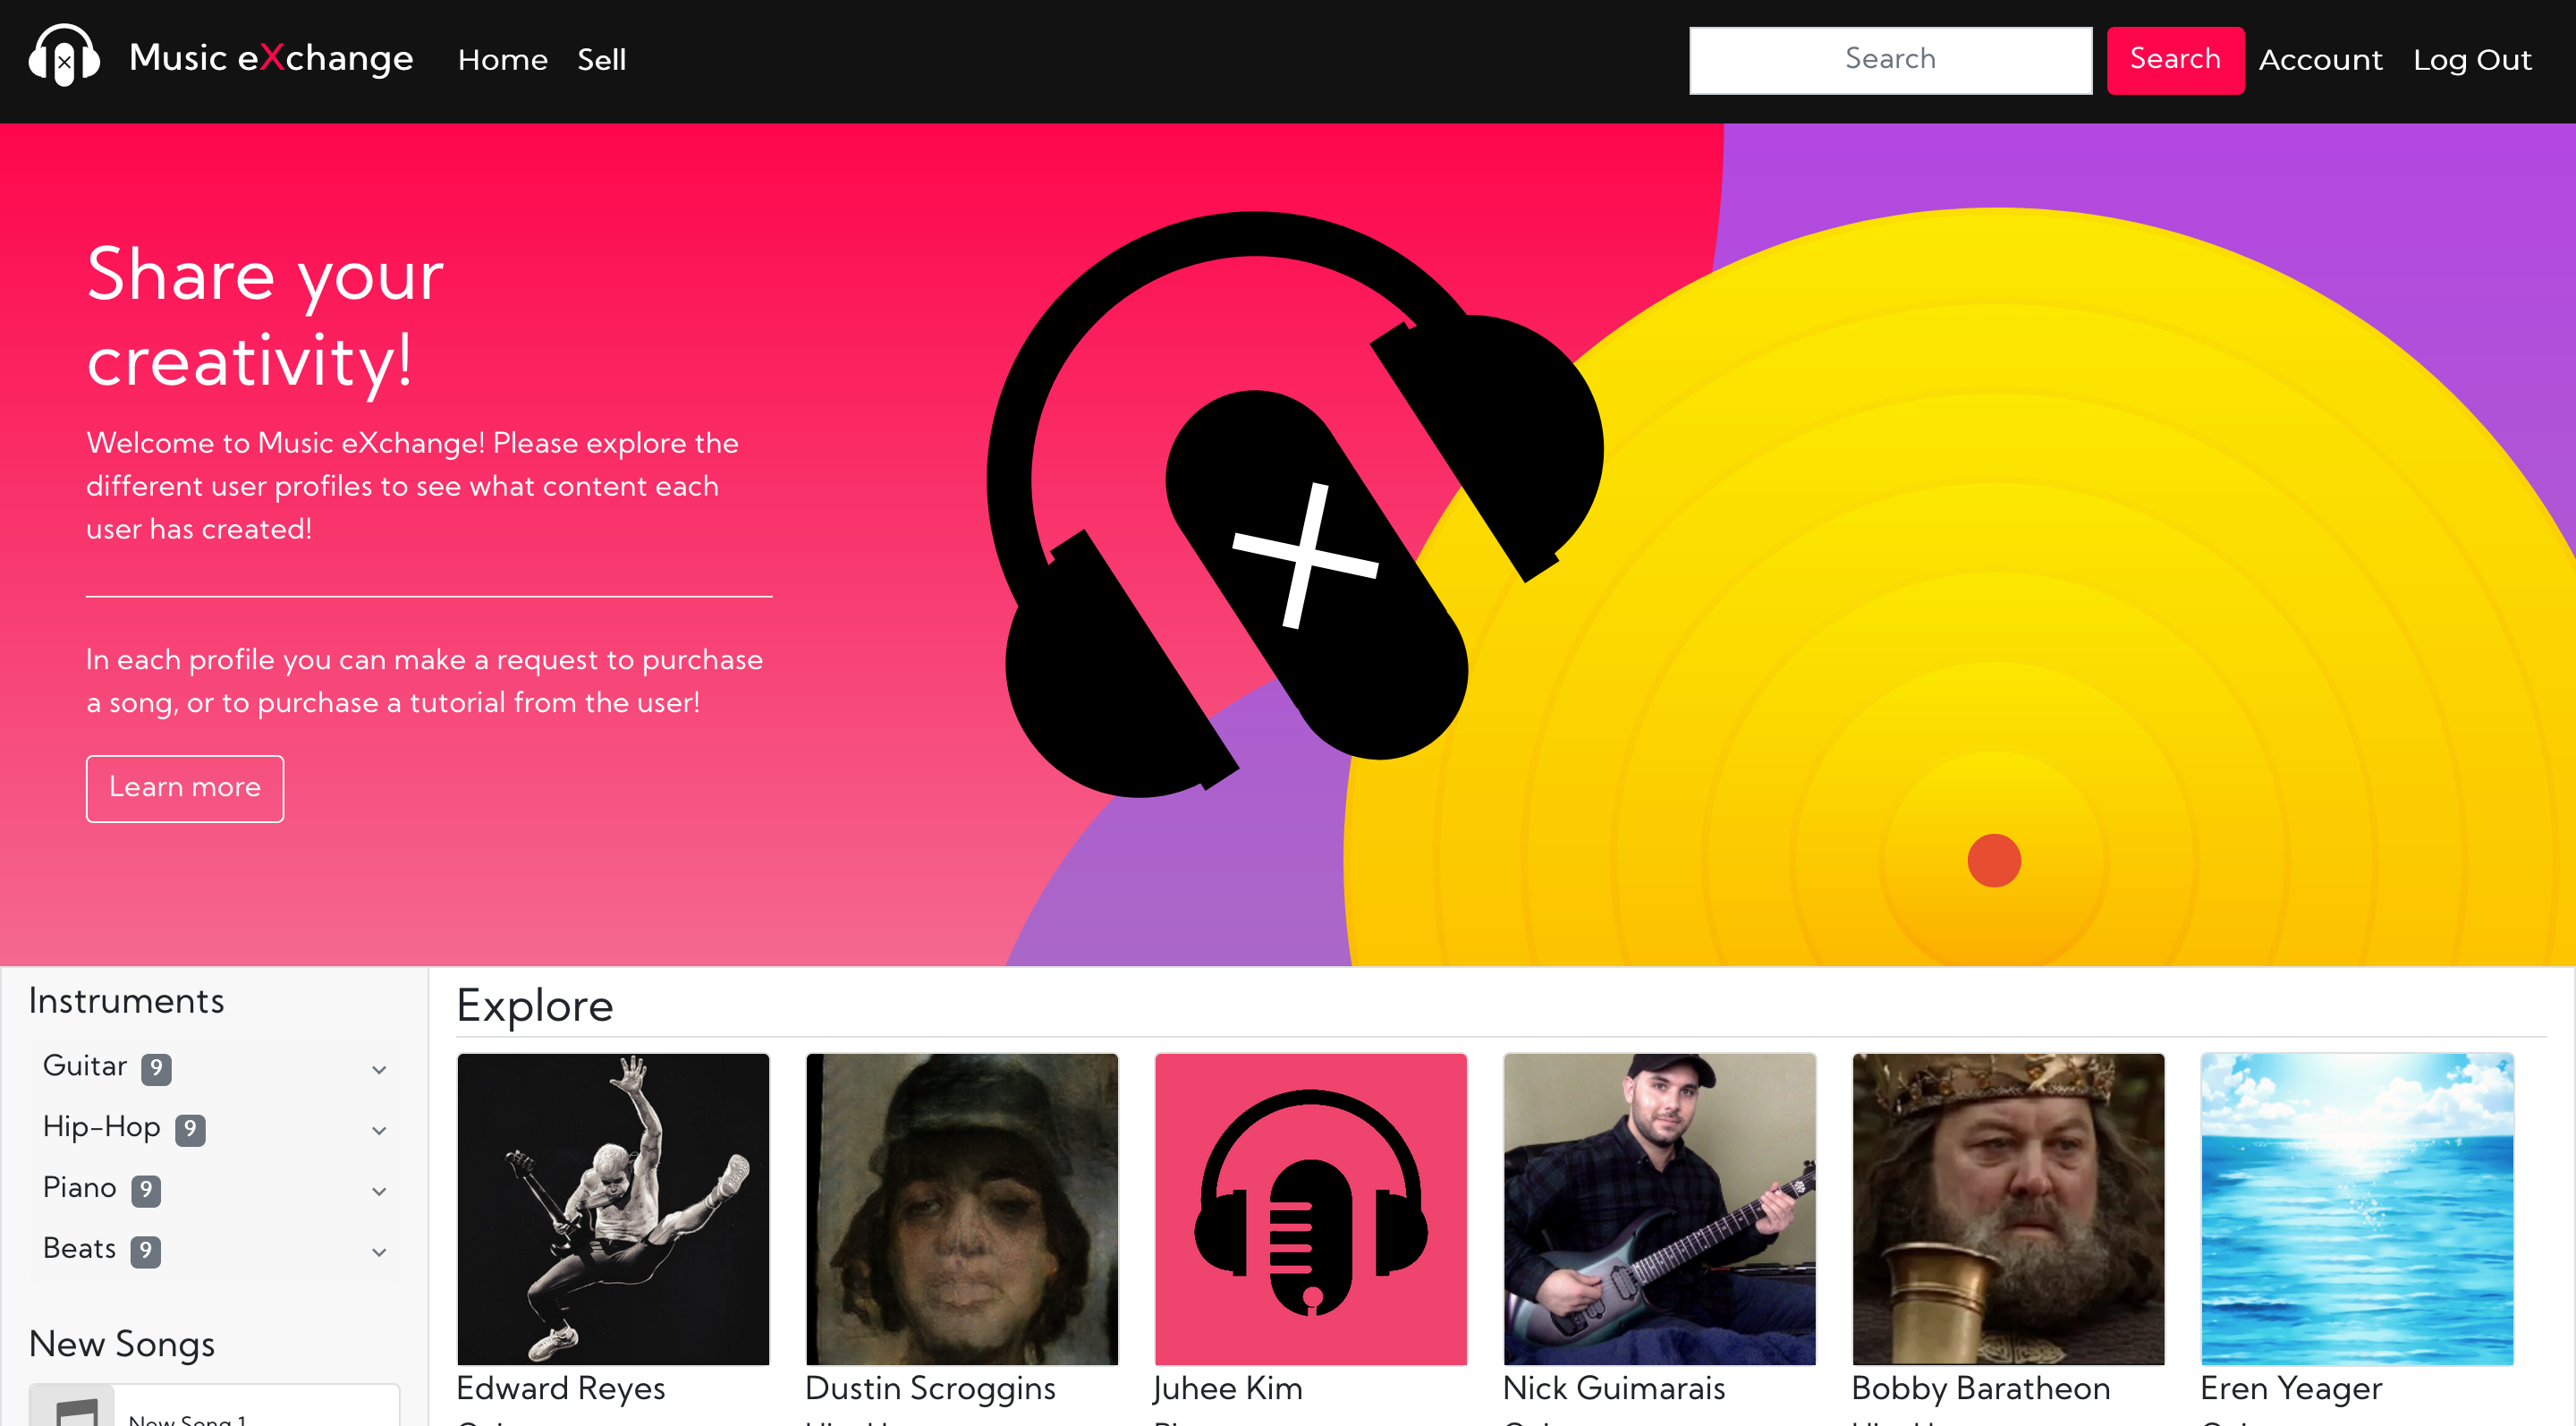 Music eXchange Home Sell Search Search Account Log Out
Share your
creativity!
Welcome to Music eXchange! Please explore the
different user profiles to see what content each
user has created!
In each profile you can make a request to purchase
a song, or to purchase a tutorial from the user!
Learn more
Instruments
Guitar 9
Hip-Hop 9
Piano 9
Beats 9
New Songs
New Song 1
Explore
Edward Reyes
Dustin Scroggins
Juhee Kim
Nick Guimarais
Bobby Baratheon
Eren Yeager